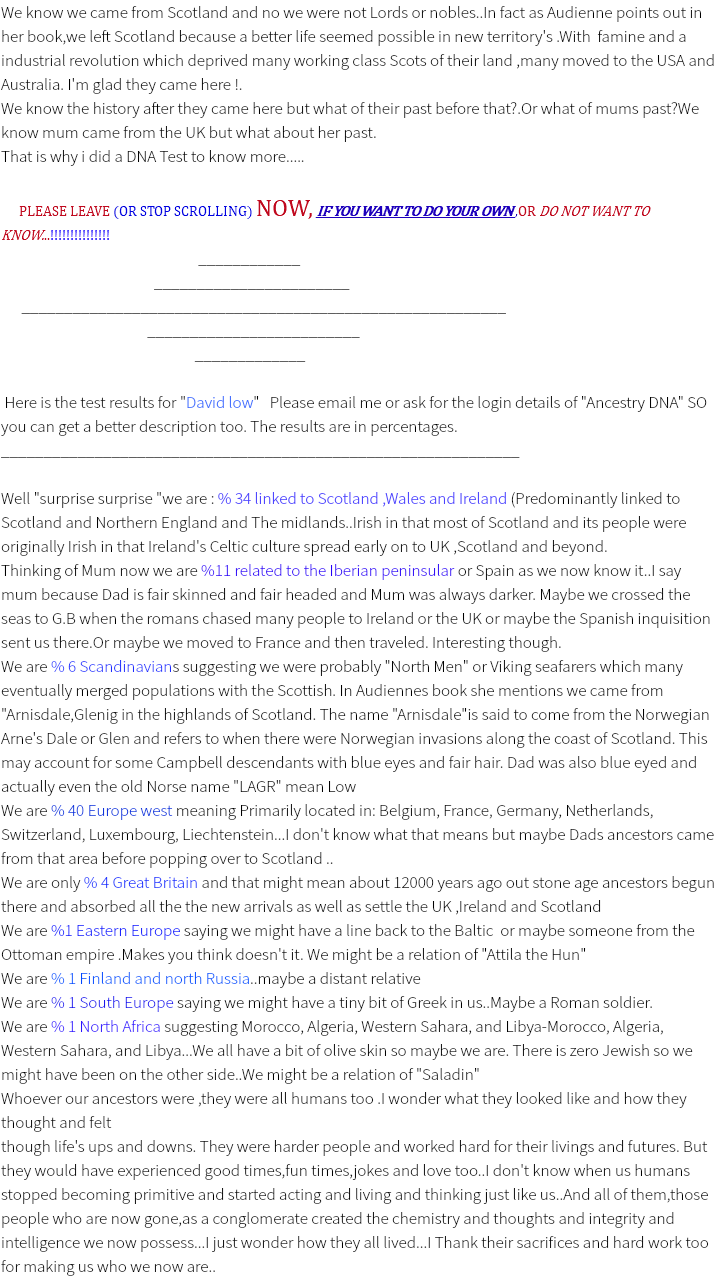 We know we came from Scotland and no we were not Lords or nobles..In fact as Audienne points out in
her book,we left Scotland because a better life seemed possible in new territory's .With  famine and a
industrial revolution which deprived many working class Scots of their land ,many moved to the USA and
Australia. I'm glad they came here !.
We know the history after they came here but what of their past before that?.Or what of mums past?We
know mum came from the UK but what about her past.
That is why i did a DNA Test to know more.....
PLEASE LEAVE (OR STOP SCROLLING) NOW, IF YOU WANT TO DO YOUR OWN,OR DO NOT WANT TO
KNOW...!!!!!!!!!!!!!!!
____________
_______________________
_________________________________________________________
_________________________
_____________
Here is the test results for "David low"   Please email me or ask for the login details of "Ancestry DNA" SO
you can get a better description too. The results are in percentages.
_____________________________________________________________
Well "surprise surprise "we are : % 34 linked to Scotland ,Wales and Ireland (Predominantly linked to
Scotland and Northern England and The midlands..Irish in that most of Scotland and its people were
originally Irish in that Ireland's Celtic culture spread early on to UK ,Scotland and beyond.
Thinking of Mum now we are %11 related to the Iberian peninsular or Spain as we now know it..I say
mum because Dad is fair skinned and fair headed and Mum was always darker. Maybe we crossed the
seas to G.B when the romans chased many people to Ireland or the UK or maybe the Spanish inquisition
sent us there.Or maybe we moved to France and then traveled. Interesting though.
We are % 6 Scandinavians suggesting we were probably "North Men" or Viking seafarers which many
eventually merged populations with the Scottish. In Audiennes book she mentions we came from
"Arnisdale,Glenig in the highlands of Scotland. The name "Arnisdale"is said to come from the Norwegian
Arne's Dale or Glen and refers to when there were Norwegian invasions along the coast of Scotland. This
may account for some Campbell descendants with blue eyes and fair hair. Dad was also blue eyed and
actually even the old Norse name "LAGR" mean Low
We are % 40 Europe west meaning Primarily located in: Belgium, France, Germany, Netherlands,
Switzerland, Luxembourg, Liechtenstein...I don't know what that means but maybe Dads ancestors came
from that area before popping over to Scotland ..
We are only % 4 Great Britain and that might mean about 12000 years ago out stone age ancestors begun
there and absorbed all the the new arrivals as well as settle the UK ,Ireland and Scotland
We are %1 Eastern Europe saying we might have a line back to the Baltic  or maybe someone from the
Ottoman empire .Makes you think doesn't it. We might be a relation of "Attila the Hun"
We are % 1 Finland and north Russia..maybe a distant relative
We are % 1 South Europe saying we might have a tiny bit of Greek in us..Maybe a Roman soldier.
We are % 1 North Africa suggesting Morocco, Algeria, Western Sahara, and Libya-Morocco, Algeria,
Western Sahara, and Libya...We all have a bit of olive skin so maybe we are. There is zero Jewish so we
might have been on the other side..We might be a relation of "Saladin"
Whoever our ancestors were ,they were all humans too .I wonder what they looked like and how they
thought and felt
though life's ups and downs. They were harder people and worked hard for their livings and futures. But
they would have experienced good times,fun times,jokes and love too..I don't know when us humans
stopped becoming primitive and started acting and living and thinking just like us..And all of them,those
people who are now gone,as a conglomerate created the chemistry and thoughts and integrity and
intelligence we now possess...I just wonder how they all lived...I Thank their sacrifices and hard work too
for making us who we now are..